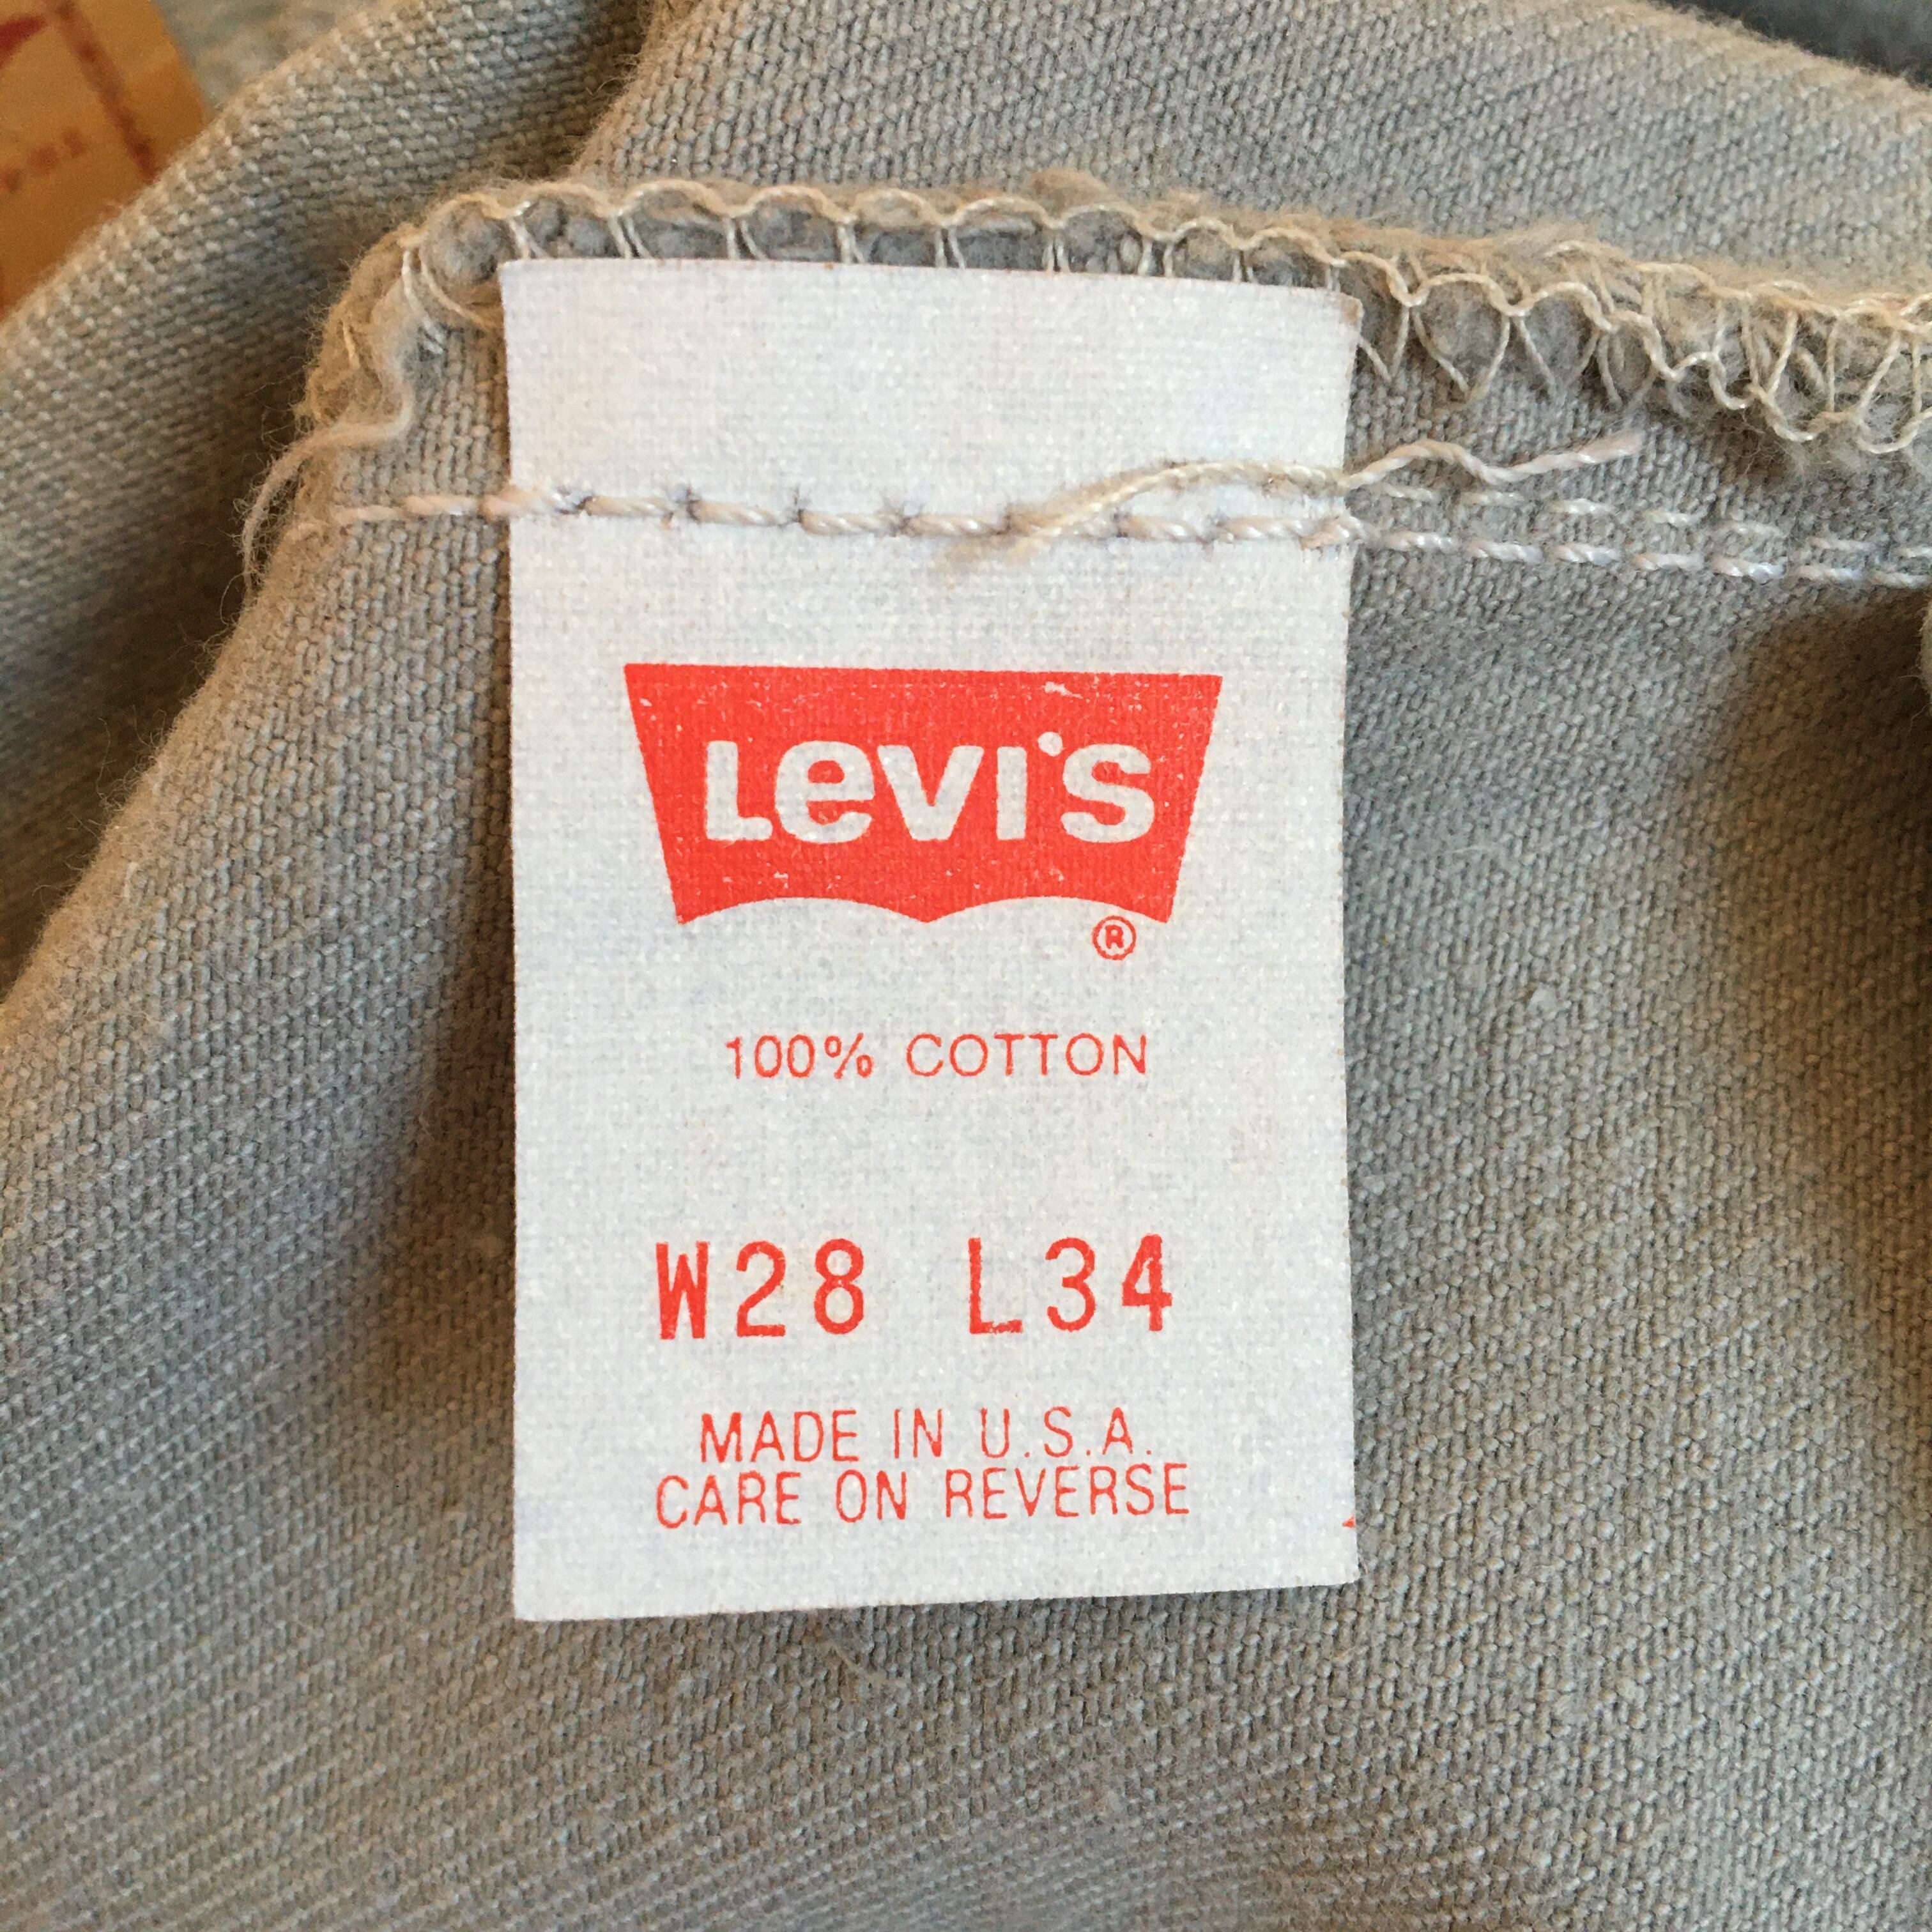 Levi's
®
100% COTTON
W28 L34
MADE IN U.S.A.
CARE ON REVERSE